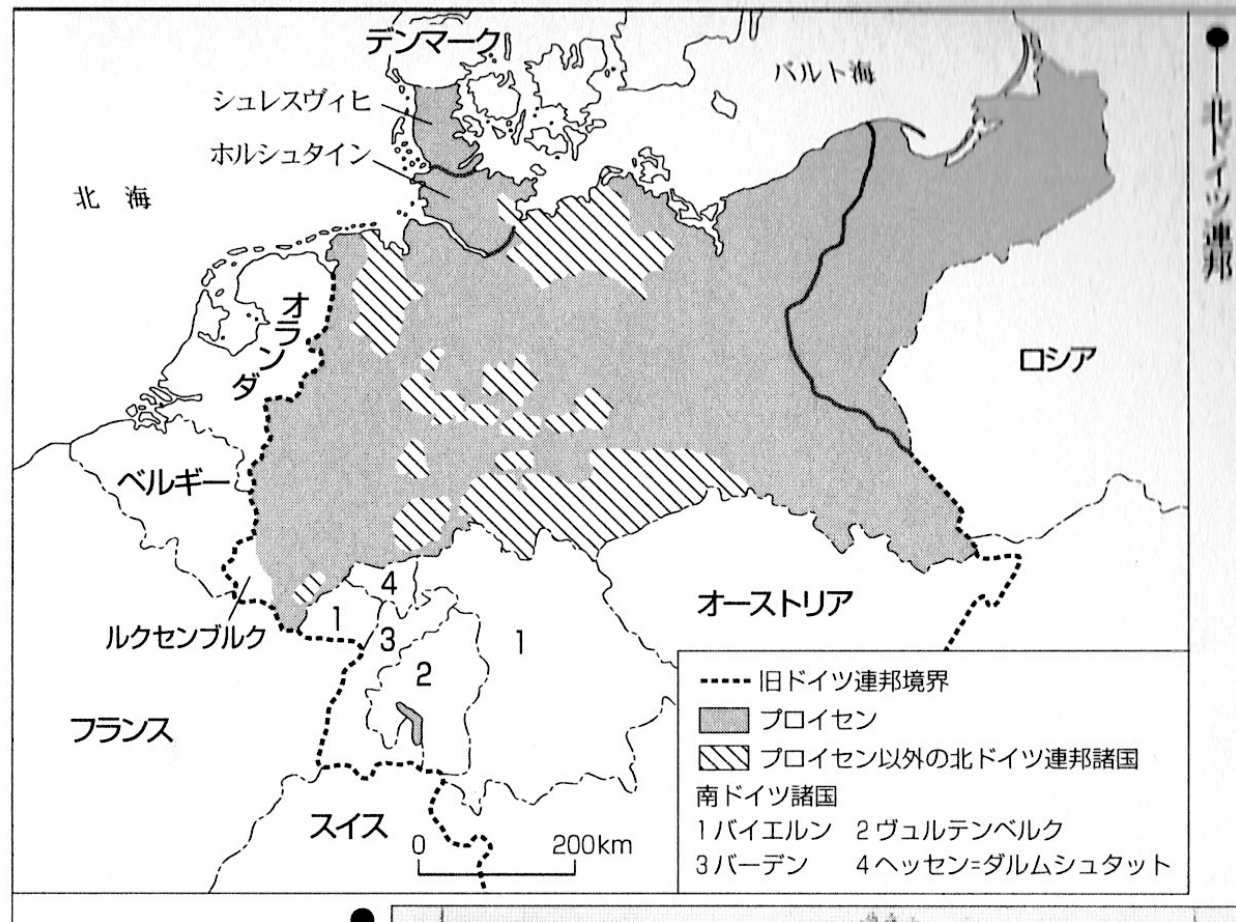 デンマーク
バルト海
シュレスヴィヒ
ホルシュタイン
北 海
オランダ
ロシア
ベルギー
ルクセンブルク
オーストリア
フランス
スイス
1
4
3
2
1
0 200km
旧ドイツ連邦境界
プロイセン
プロイセン以外の北ドイツ連邦諸国
南ドイツ諸国
1バイエルン 2ヴュルテンベルク
3バーデン 4ヘッセン=ダルムシュタット
北ドイツ連邦